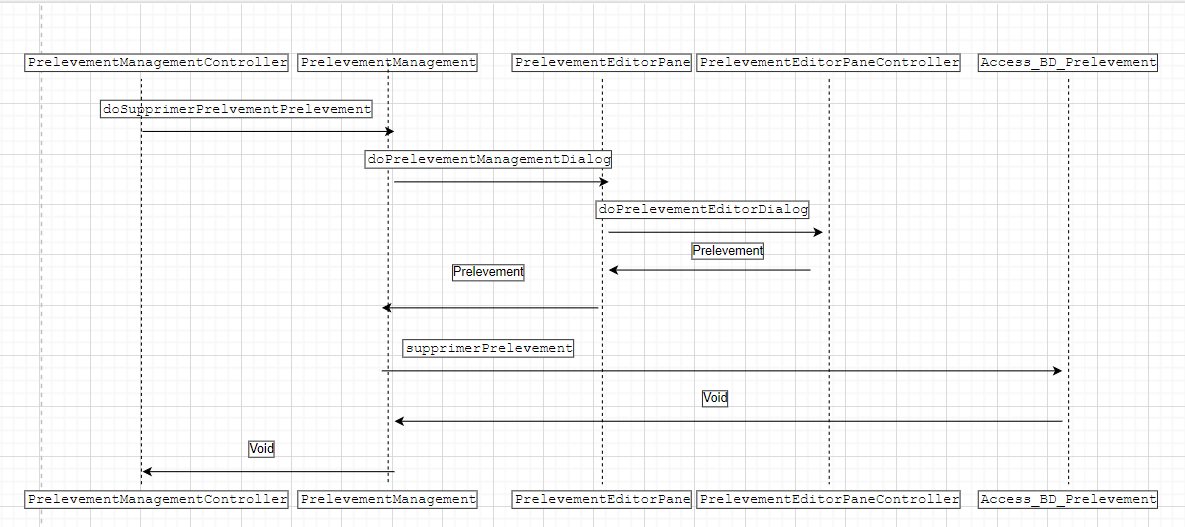 PrelevementManagementController PrelevementManagement PrelevementEditorPane PrelevementEditorPaneController Access_BD_Prelevement
doSupprimerPrelvementPrelevement
doPrelevementManagementDialog
doPrelevementEditorDialog
Prelevement
Prelevement
supprimerPrelevement
Void
Void
PrelevementManagementController PrelevementManagement PrelevementEditorPane PrelevementEditorPaneController Access_BD_Prelevement